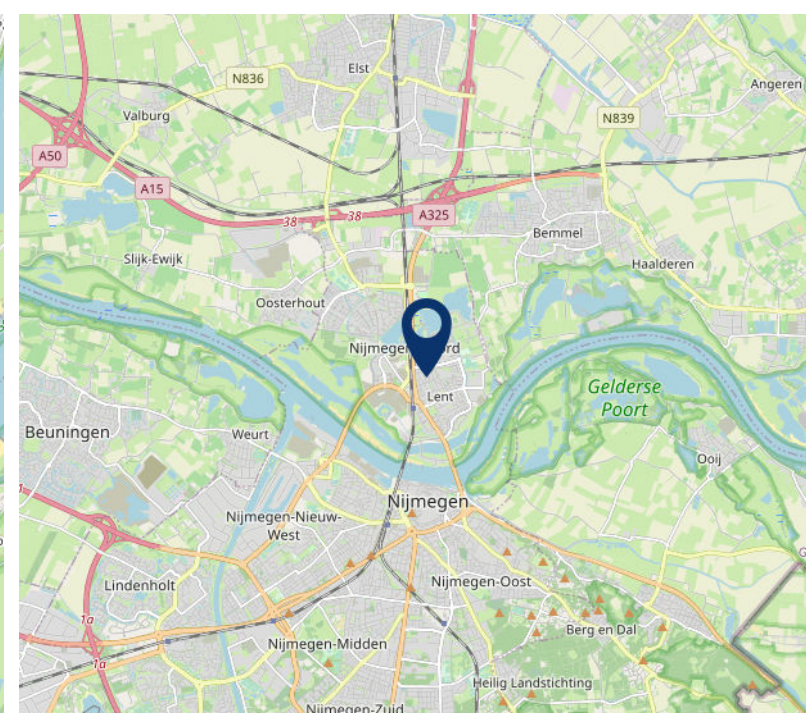 Elst
N836
Angeren
Valburg
N839
A50
A15
38
38
A325
Bemmel
Slijk-Ewijk
Haalderen
Oosterhout
Lent
Gelderse
Poort
Beuningen
Weurt
Ooij
Nijmegen
Nijmegen-Nieuw-
West
Nijmegen-Oost
Lindenholt
1a
Berg en Dal
Nijmegen-Midden
1a
Heilig Landstichting
Nijmegen-Zuid